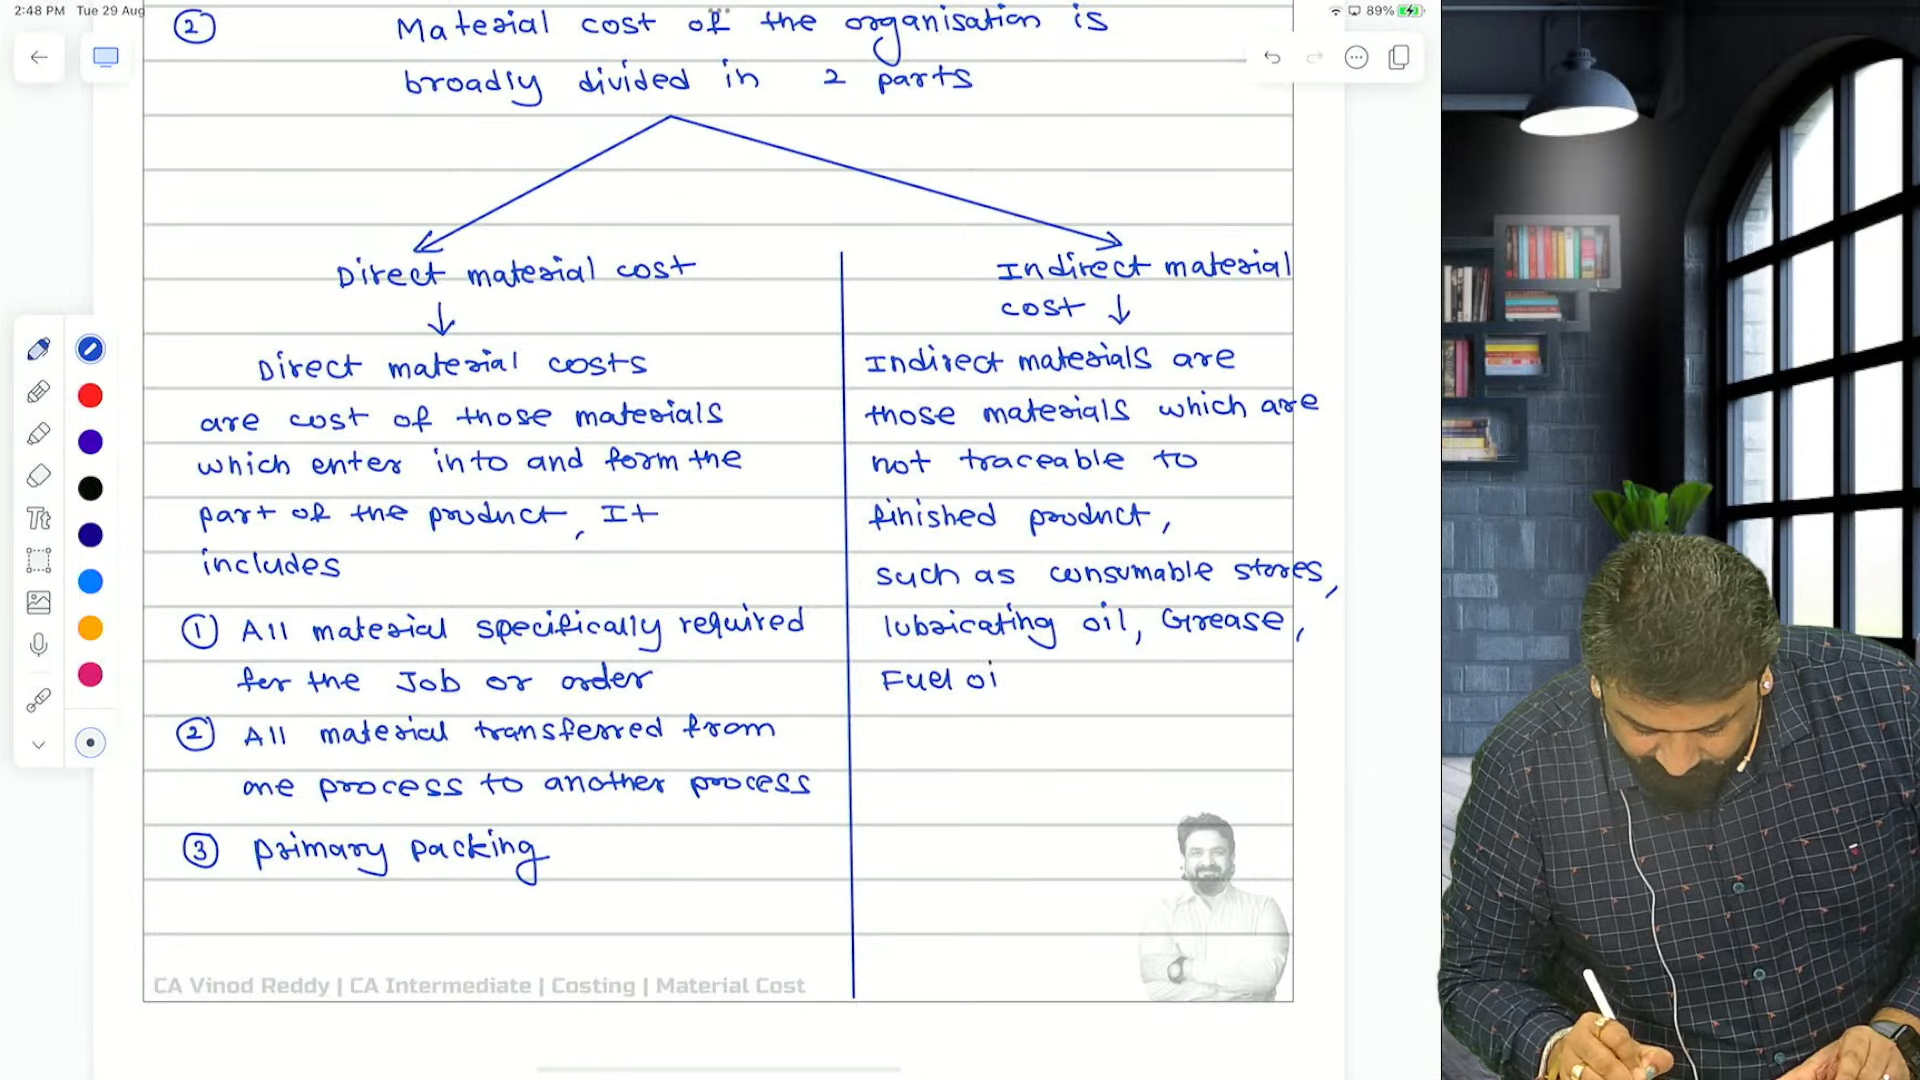 2:48 PM Tue 29 Aug
89%
② Material cost of the organisation is
broadly divided in 2 parts
Direct material cost
Direct material costs
are cost of those materials
which enter into and form the
part of the product, It
includes
① All material specifically required
for the Job or order
② All material transferred from
one process to another process
③ primary packing
Indirect material
cost
Indirect materials are
those materials which are
not traceable to
finished product,
such as consumable stores,
lubricating oil, Grease,
Fuel oi
Tt
CA Vinod Reddy | CA Intermediate | Costing | Material Cost